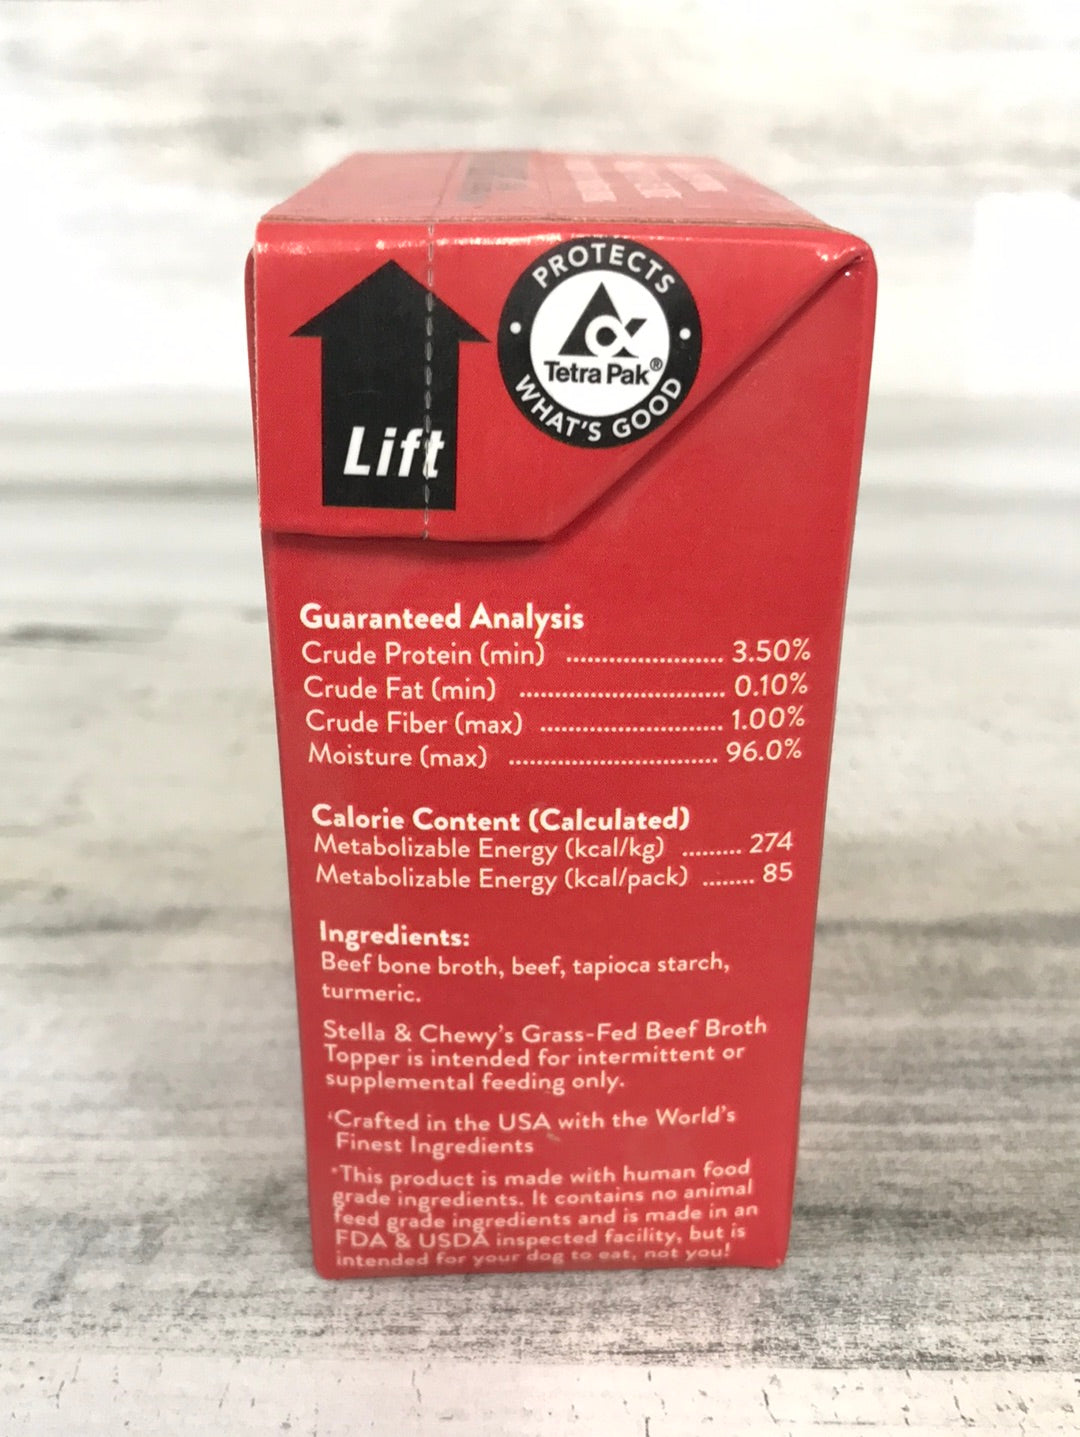 PROTECTS
Tetra Pak®
WHAT'S GOOD
Lift
Guaranteed Analysis
Crude Protein (min) ....................... 3.50%
Crude Fat (min) .............................. 0.10%
Crude Fiber (max) ........................... 1.00%
Moisture (max) ............................... 96.0%
Calorie Content (Calculated)
Metabolizable Energy (kcal/kg) ......... 274
Metabolizable Energy (kcal/pack) ........ 85
Ingredients:
Beef bone broth, beef, tapioca starch,
turmeric.
Stella & Chewy's Grass-Fed Beef Broth
Topper is intended for intermittent or
supplemental feeding only.
Crafted in the USA with the World's
Finest Ingredients
*This product is made with human food
grade ingredients. It contains no animal
feed grade ingredients and is made in an
FDA & USDA inspected facility, but is
intended for your dog to eat, not you!